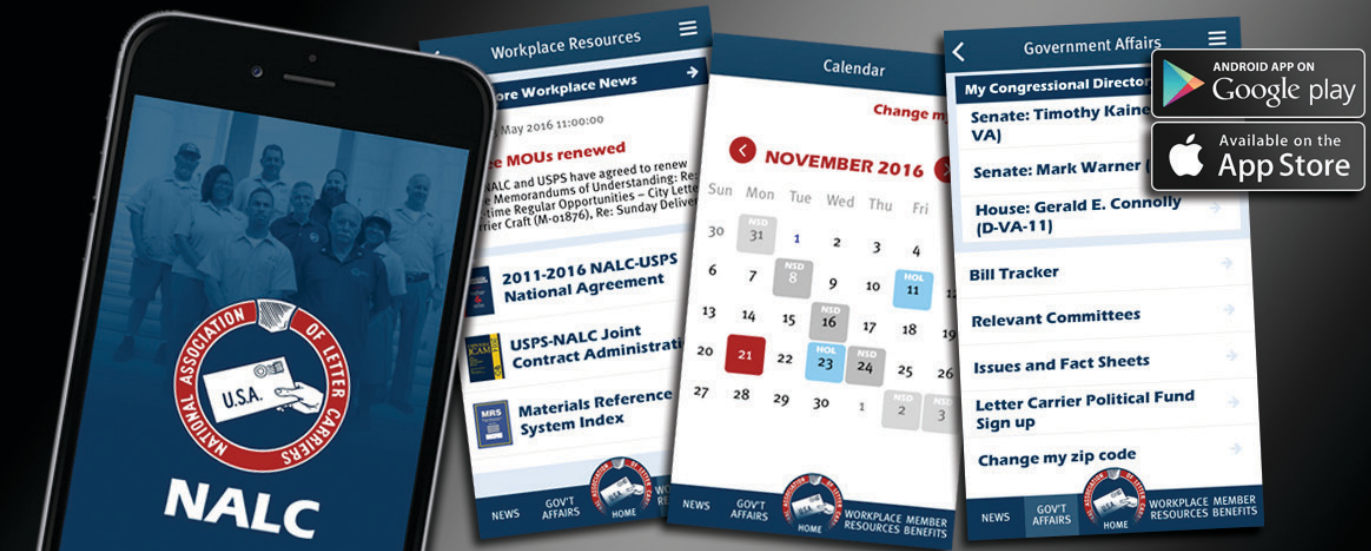 NATIONAL ASSOCIATION OF LETTER CARRIERS
U.S.A.
NALC
Workplace Resources
ore Workplace News
May 2016 11:00:00
MOUs renewed
NALC and USPS have agreed to renew
Memorandums of Understanding: Re:
-time Regular Opportunities – City Lette
rrier Craft (M-01876), Re: Sunday Deliver
2011-2016 NALC-USPS
National Agreement
JCAM
USPS-NALC Joint
Contract Administrati
MRS
Materials Reference
System Index
NEWS
GOV'T
AFFAIRS
U.S.A.
HOME
Calendar
Change m
NOVEMBER 2016
Sun Mon Tue Wed Thu Fri
30 NSD 31 1 2 3 4
6 7 NSD 8 9 10 HOL 11 12
13 14 15 NSD 16 17 18 19
20 21 22 HOL 23 NSD 24 25 26
27 28 29 30 1 NSD 2 NSD 3
NEWS
GOV'T
AFFAIRS
U.S.A.
HOME
WORKPLACE
RESOURCES
MEMBER
BENEFITS
Government Affairs
My Congressional Director
Senate: Timothy Kaine
VA)
Senate: Mark Warner (
House: Gerald E. Connolly
(D-VA-11)
Bill Tracker
Relevant Committees
Issues and Fact Sheets
Letter Carrier Political Fund
Sign up
Change my zip code
NEWS
GOV'T
AFFAIRS
HOME
WORKPLACE
RESOURCES
MEMBER
BENEFITS
ANDROID APP ON
Google play
Available on the
App Store